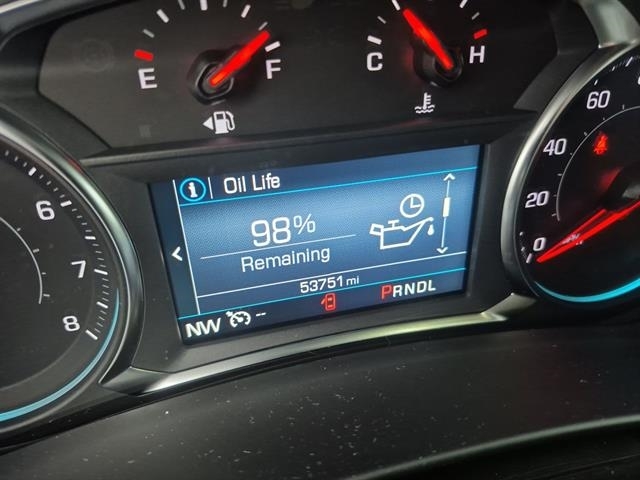 E F
C H
i Oil Life
98%
Remaining
53751 mi
NW -- PRNDL
6
7
8
60
40
20
0